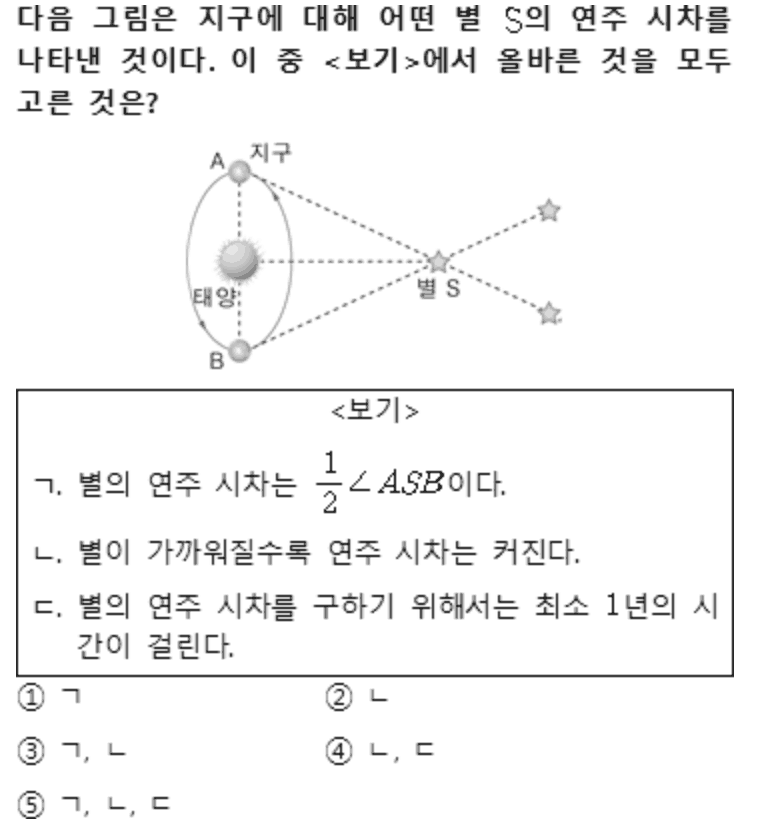 다음 그림은 지구에 대해 어떤 별 S의 연주 시차를
나타낸 것이다. 이 중 <보기>에서 올바른 것을 모두
고른 것은?
A 지구
태양
별 S
B
<보기>
ㄱ. 별의 연주 시차는 \frac{1}{2}∠ASB이다.
ㄴ. 별이 가까워질수록 연주 시차는 커진다.
ㄷ. 별의 연주 시차를 구하기 위해서는 최소 1년의 시
간이 걸린다.
① ㄱ ② ㄴ
③ ㄱ, ㄴ ④ ㄴ, ㄷ
⑤ ㄱ, ㄴ, ㄷ